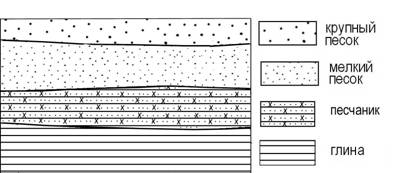 крупный
песок
мелкий
песок
песчаник
глина